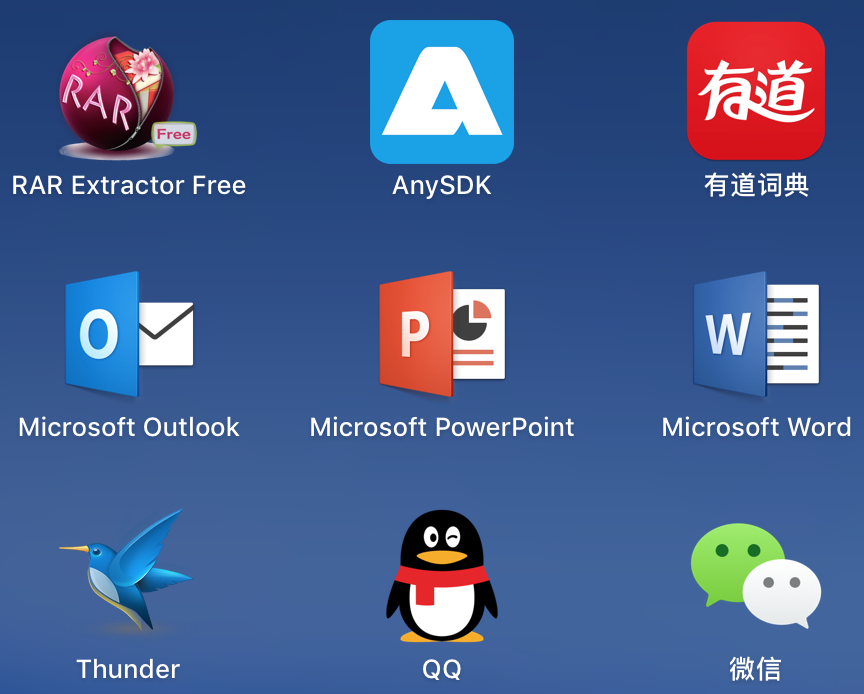 RAR
Free
有道
RAR Extractor Free
AnySDK
有道词典
O
P
W
Microsoft Outlook
Microsoft PowerPoint
Microsoft Word
Thunder
QQ
微信